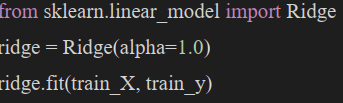 from sklearn.linear_model import Ridge
ridge = Ridge(alpha=1.0)
ridge.fit(train_X, train_y)